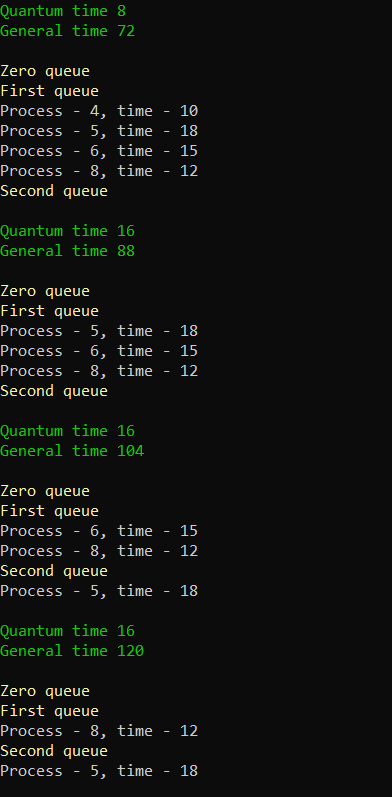 Quantum time 8
General time 72
Zero queue
First queue
Process - 4, time - 10
Process - 5, time - 18
Process - 6, time - 15
Process - 8, time - 12
Second queue
Quantum time 16
General time 88
Zero queue
First queue
Process - 5, time - 18
Process - 6, time - 15
Process - 8, time - 12
Second queue
Quantum time 16
General time 104
Zero queue
First queue
Process - 6, time - 15
Process - 8, time - 12
Second queue
Process - 5, time - 18
Quantum time 16
General time 120
Zero queue
First queue
Process - 8, time - 12
Second queue
Process - 5, time - 18